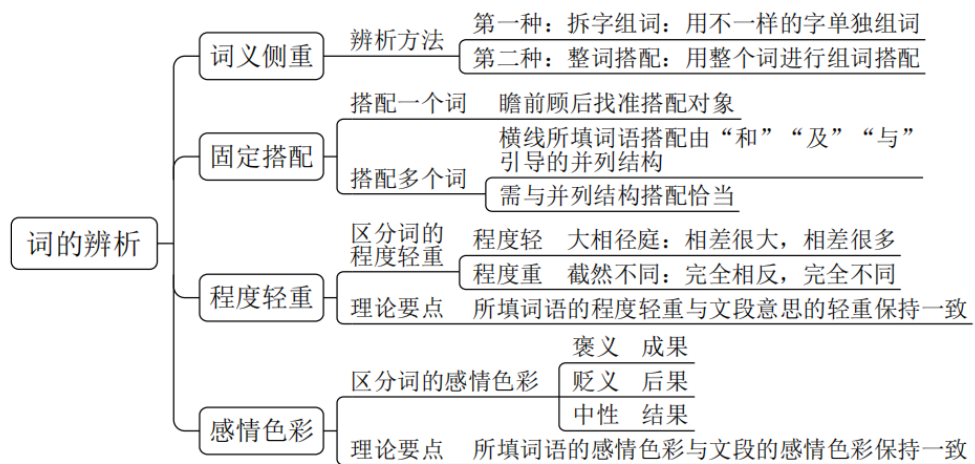 词的辨析
词义侧重
辨析方法
第一种：拆字组词：用不一样的字单独组词
第二种：整词搭配：用整个词进行组词搭配
固定搭配
搭配一个词 瞻前顾后找准搭配对象
搭配多个词
横线所填词语搭配由“和”“及”“与”
引导的并列结构
需与并列结构搭配恰当
程度轻重
区分词的
程度轻重
程度轻 大相径庭：相差很大，相差很多
程度重 截然不同：完全相反，完全不同
理论要点 所填词语的程度轻重与文段意思的轻重保持一致
感情色彩
区分词的感情色彩
褒义 成果
贬义 后果
中性 结果
理论要点 所填词语的感情色彩与文段的感情色彩保持一致